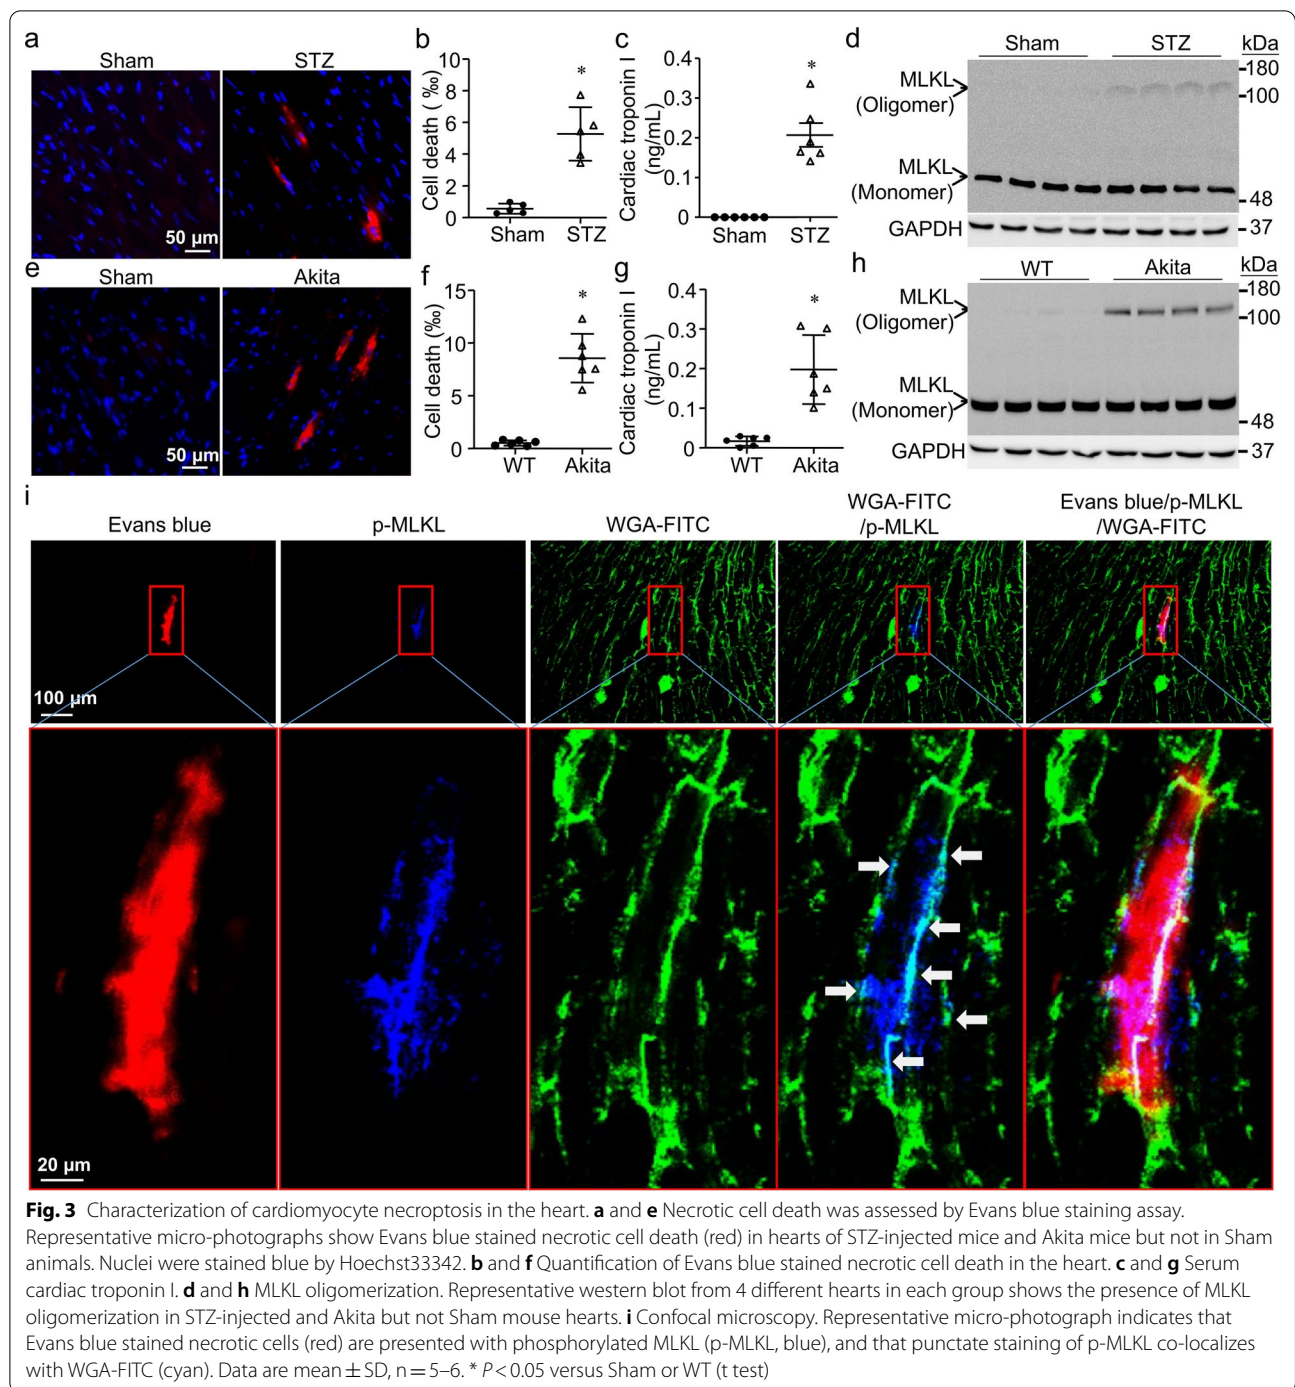 a
Sham
STZ
50 µm
b
Cell death ( ‰)
10
8
6
4
2
0
*
Sham
STZ
c
Cardiac troponin I
(ng/mL)
0.4
0.3
0.2
0.1
0
*
Sham
STZ
d
Sham
STZ
kDa
MLKL
(Oligomer)
MLKL
(Monomer)
GAPDH
180
100
48
37
e
Sham
Akita
50 µm
f
Cell death (‰)
15
10
5
0
*
WT
Akita
g
Cardiac troponin I
(ng/mL)
0.4
0.3
0.2
0.1
0
*
WT
Akita
h
WT
Akita
kDa
MLKL
(Oligomer)
MLKL
(Monomer)
GAPDH
180
100
48
37
i
Evans blue
p-MLKL
WGA-FITC
WGA-FITC
/p-MLKL
Evans blue/p-MLKL
/WGA-FITC
100 µm
20 µm
Fig. 3 Characterization of cardiomyocyte necroptosis in the heart. a and e Necrotic cell death was assessed by Evans blue staining assay.
Representative micro-photographs show Evans blue stained necrotic cell death (red) in hearts of STZ-injected mice and Akita mice but not in Sham
animals. Nuclei were stained blue by Hoechst33342. b and f Quantification of Evans blue stained necrotic cell death in the heart. c and g Serum
cardiac troponin I. d and h MLKL oligomerization. Representative western blot from 4 different hearts in each group shows the presence of MLKL
oligomerization in STZ-injected and Akita but not Sham mouse hearts. i Confocal microscopy. Representative micro-photograph indicates that
Evans blue stained necrotic cells (red) are presented with phosphorylated MLKL (p-MLKL, blue), and that punctate staining of p-MLKL co-localizes
with WGA-FITC (cyan). Data are mean ± SD, n = 5–6. * P < 0.05 versus Sham or WT (t test)